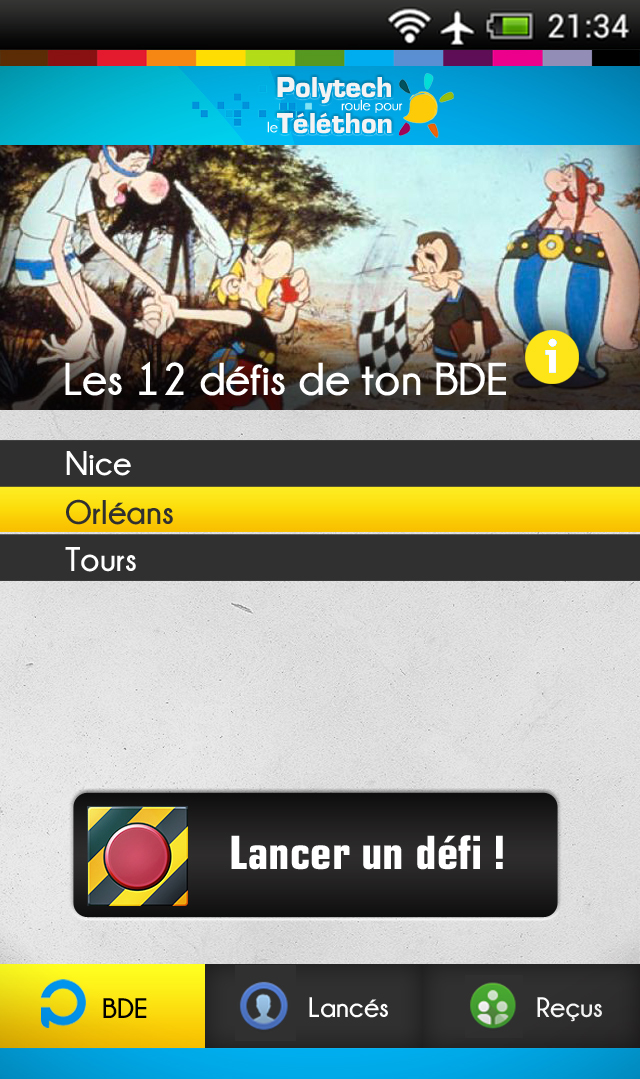 21:34
Polytech
roule pour
le Téléthon
Les 12 défis de ton BDE
i
Nice
Orléans
Tours
Lancer un défi !
BDE
Lancés
Reçus